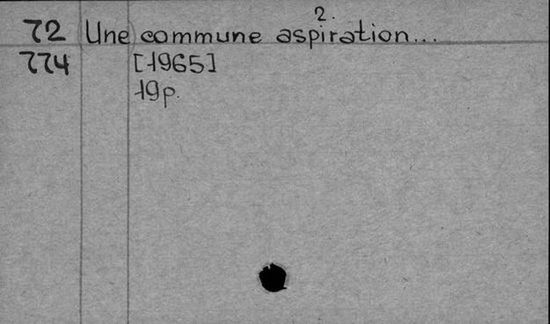 2.
72 Une commune aspiration...
774 [1965]
19p.